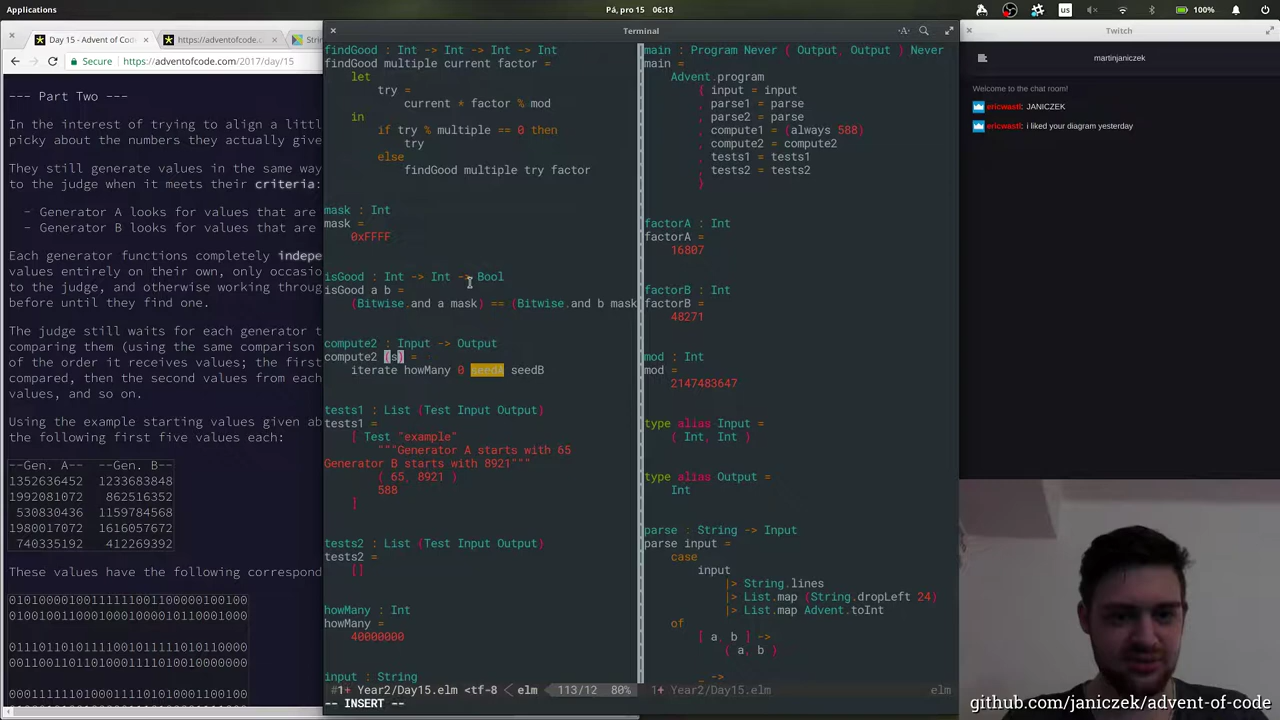 Applications
Pá, pro 15 06:18
us
100%
Day 15 - Advent of Cod
https://adventofcode.c
String
Secure
https://adventofcode.com/2017/day/15
--- Part Two ---
In the interest of trying to align a littl
picky about the numbers they actually give
They still generate values in the same way
to the judge when it meets their criteria:
- Generator A looks for values that are
- Generator B looks for values that are
Each generator functions completely indepe
values entirely on their own, only occasio
to the judge, and otherwise working throug
before until they find one.
The judge still waits for each generator t
comparing them (using the same comparison
of the order it receives values; the first
compared, then the second values from each
values, and so on.
Using the example starting values given ab
the following first five values each:
--Gen. A-- --Gen. B--
1352636452 1233683848
1992081072 862516352
530830436 1159784568
1980017072 1616057672
740335192 412269392
These values have the following correspond
Terminal
findGood : Int -> Int -> Int -> Int
findGood multiple current factor =
let
try =
current * factor % mod
in
if try % multiple == 0 then
try
else
findGood multiple try factor
mask : Int
mask =
0xFFFF
isGood : Int -> Int -> Bool
isGood a b =
(Bitwise.and a mask) == (Bitwise.and b mask
compute2 : Input -> Output
compute2 (s) =
iterate howMany 0 seedA seedB
tests1 : List (Test Input Output)
tests1 =
[ Test "example"
"""Generator A starts with 65
Generator B starts with 8921"""
( 65, 8921 )
588
]
tests2 : List (Test Input Output)
tests2 =
[]
howMany : Int
howMany =
40000000
input : String
#1+ Year2/Day15.elm <tf-8 < elm 113/12 80%
-- INSERT --
main : Program Never ( Output, Output ) Never
main =
Advent.program
{ input = input
, parse1 = parse
, parse2 = parse
, compute1 = (always 588)
, compute2 = compute2
, tests1 = tests1
, tests2 = tests2
}
factorA : Int
factorA =
16807
factorB : Int
factorB =
48271
mod : Int
mod =
2147483647
type alias Input =
( Int, Int )
type alias Output =
Int
parse : String -> Input
parse input =
case
input
|> String.lines
|> List.map (String.dropLeft 24)
|> List.map Advent.toInt
of
[ a, b ] ->
( a, b )
_ ->
1+ Year2/Day15.elm elm
Twitch
martinjaniczek
Welcome to the chat room!
ericwastl: JANICZEK
ericwastl: i liked your diagram yesterday
github.com/janiczek/advent-of-code